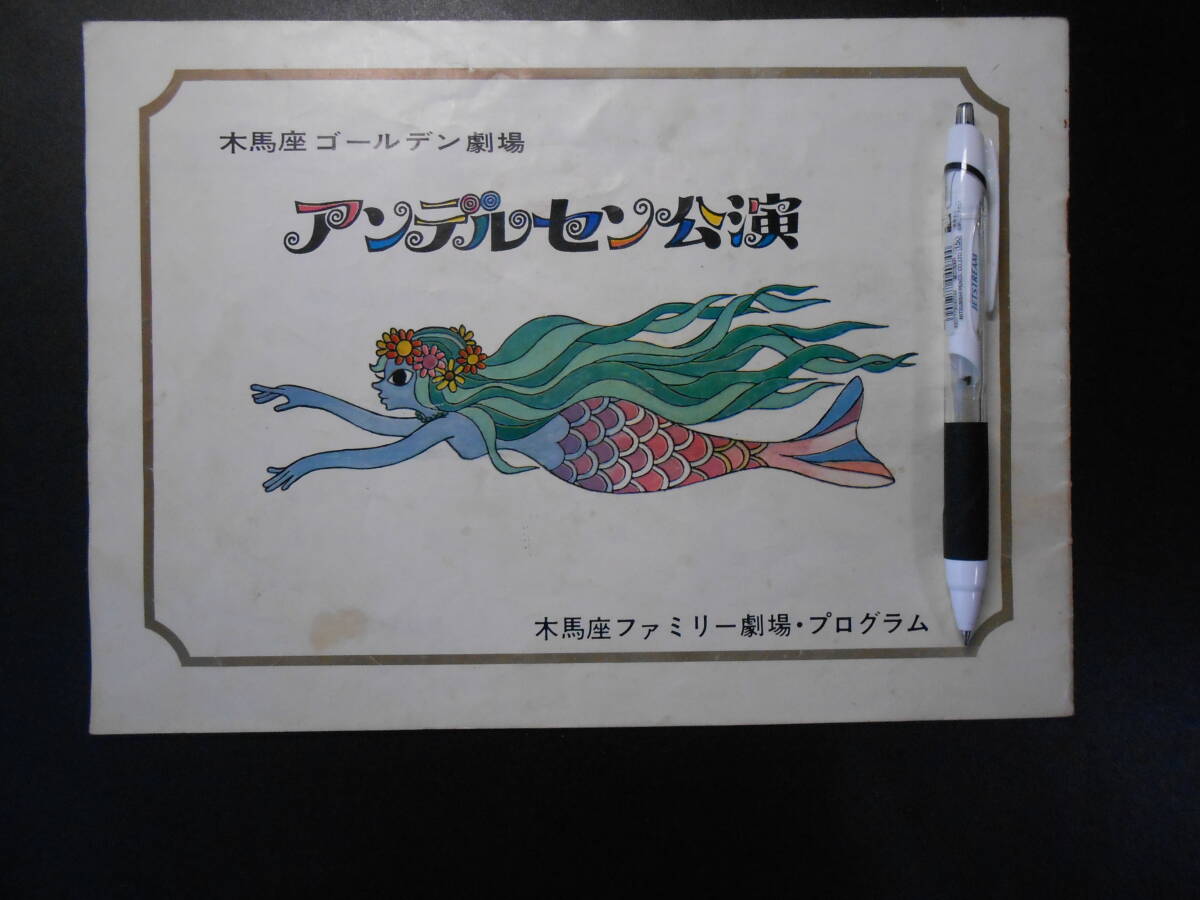 木馬座ゴールデン劇場
アンデルセン公演
木馬座ファミリー劇場・プログラム
JETSTREAM